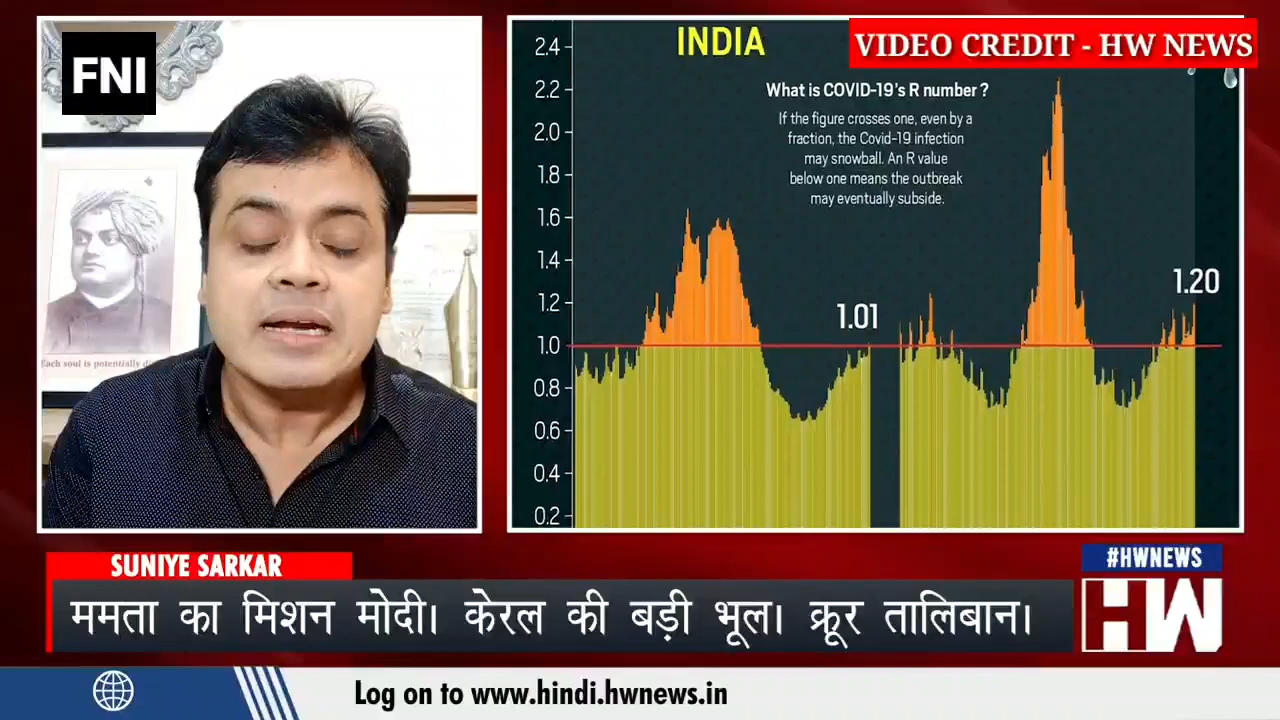 FNI
VIDEO CREDIT - HW NEWS
Each soul is potentially
INDIA
What is COVID-19's R number ?
If the figure crosses one, even by a
fraction, the Covid-19 infection
may snowball. An R value
below one means the outbreak
may eventually subside.
2.4
2.2
2.0
1.8
1.6
1.4
1.2
1.0
0.8
0.6
0.4
0.2
1.01
1.20
SUNIYE SARKAR
ममता का मिशन मोदी। केरल की बड़ी भूल। क्रूर तालिबान।
#HWNEWS
HW
Log on to www.hindi.hwnews.in